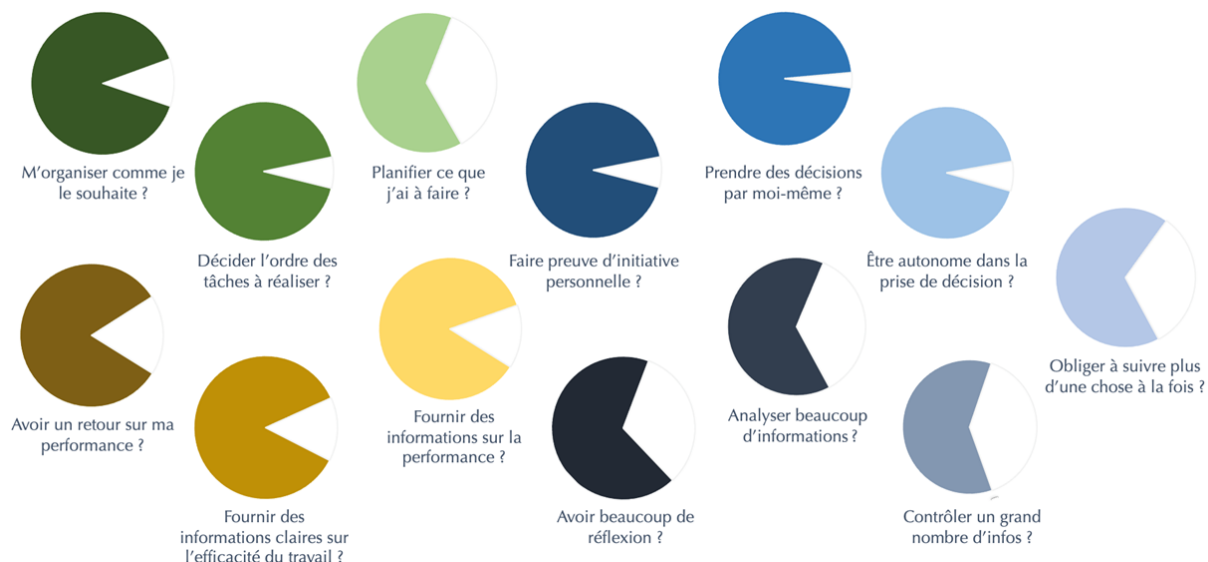 M’organiser comme je
le souhaite ?
Planifier ce que
j’ai à faire ?
Prendre des décisions
par moi-même ?
Décider l’ordre des
tâches à réaliser ?
Faire preuve d’initiative
personnelle ?
Être autonome dans la
prise de décision ?
Obliger à suivre plus
d’une chose à la fois ?
Avoir un retour sur ma
performance ?
Fournir des
informations sur la
performance ?
Analyser beaucoup
d’informations ?
Fournir des
informations claires sur
l’efficacité du travail ?
Avoir beaucoup de
réflexion ?
Contrôler un grand
nombre d’infos ?